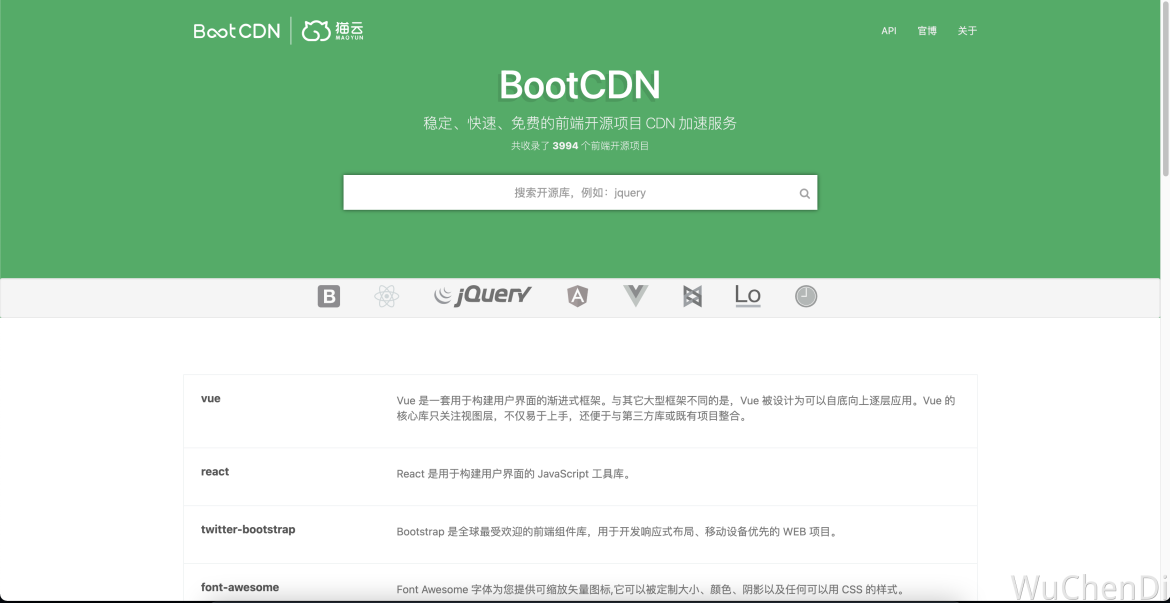 BootCDN 猫云 MAOYUN API 官博 关于
BootCDN
稳定、快速、免费的前端开源项目 CDN 加速服务
共收录了 3994 个前端开源项目
搜索开源库，例如：jquery
B jQuery A Lo
vue
Vue 是一套用于构建用户界面的渐进式框架。与其它大型框架不同的是，Vue 被设计为可以自底向上逐层应用。Vue 的
核心库只关注视图层，不仅易于上手，还便于与第三方库或既有项目整合。
react
React 是用于构建用户界面的 JavaScript 工具库。
twitter-bootstrap
Bootstrap 是全球最受欢迎的前端组件库，用于开发响应式布局、移动设备优先的 WEB 项目。
font-awesome
Font Awesome 字体为您提供可缩放矢量图标,它可以被定制大小、颜色、阴影以及任何可以用 CSS 的样式。
WuChenDi